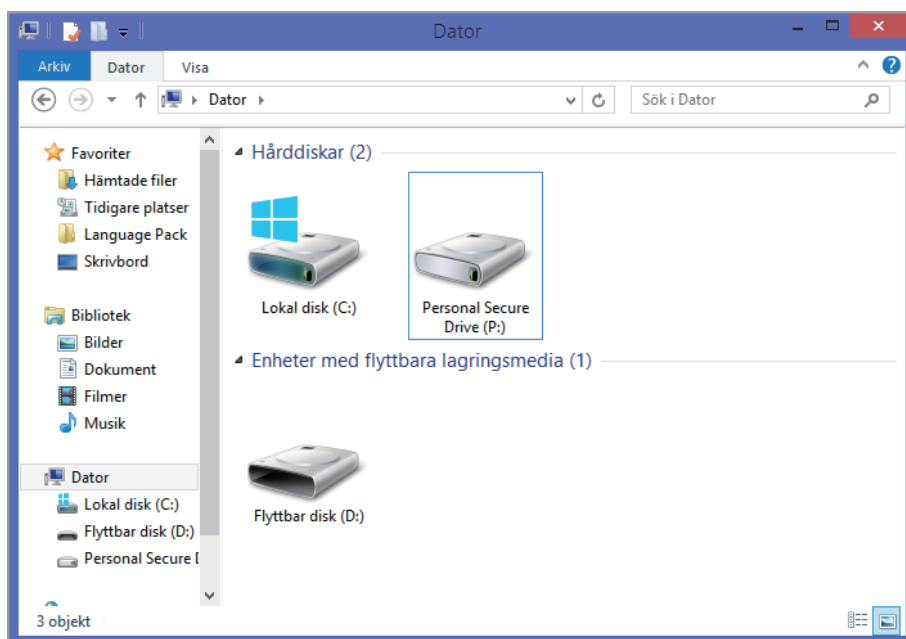 Dator
Arkiv Dator Visa
Dator
Sök i Dator
Favoriter
Hämtade filer
Tidigare platser
Language Pack
Skrivbord
Bibliotek
Bilder
Dokument
Filmer
Musik
Dator
Lokal disk (C:)
Flyttbar disk (D:)
Personal Secure
Hårddiskar (2)
Lokal disk (C:)
Personal Secure
Drive (P:)
Enheter med flyttbara lagringsmedia (1)
Flyttbar disk (D:)
3 objekt